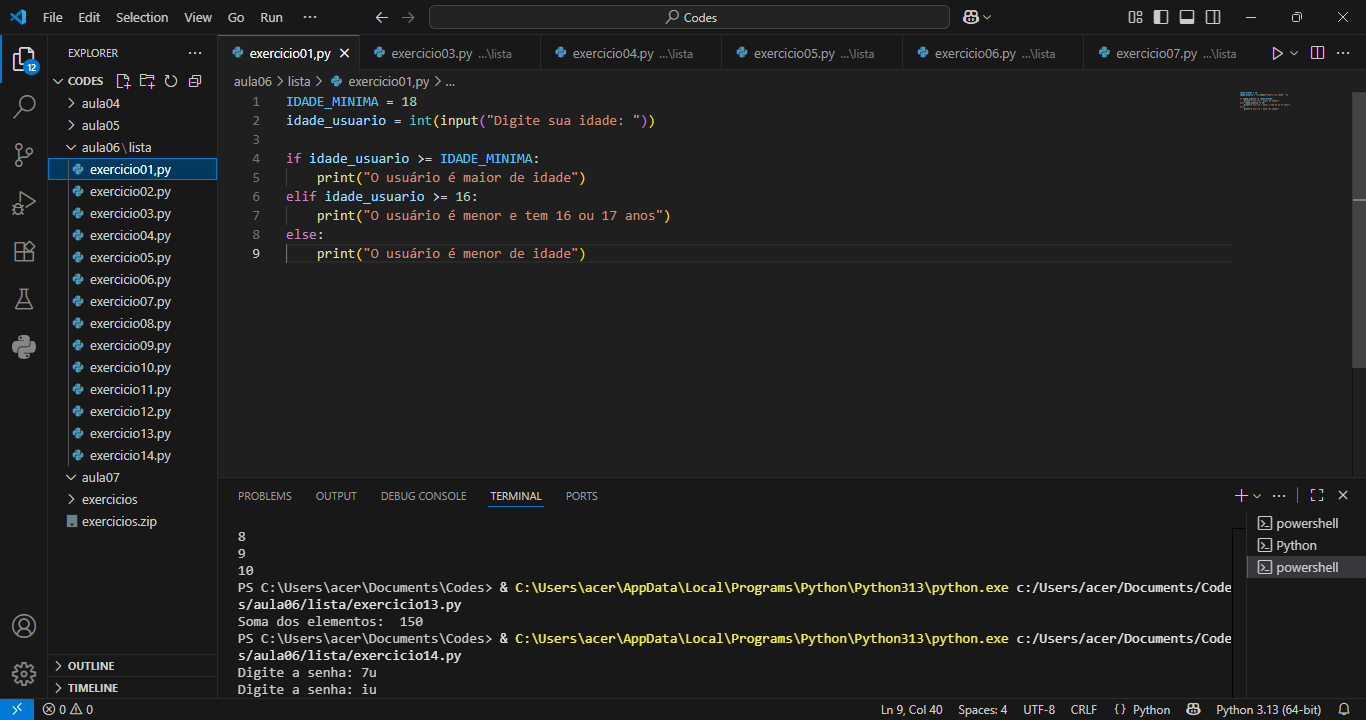 File Edit Selection View Go Run ··· Codes
EXPLORER ···
12
CODES
aula04
aula05
aula06 \ lista
exercicio01,py
exercicio02.py
exercicio03.py
exercicio04.py
exercicio05.py
exercicio06.py
exercicio07.py
exercicio08.py
exercicio09.py
exercicio10.py
exercicio11.py
exercicio12.py
exercicio13.py
exercicio14.py
aula07
exercicios
exercicios.zip
OUTLINE
TIMELINE
exercicio01,py exercicio03.py ...\lista exercicio04.py ...\lista exercicio05.py ...\lista exercicio06.py ...\lista exercicio07.py ...\lista
aula06 > lista > exercicio01,py > ...
1 IDADE_MINIMA = 18
2 idade_usuario = int(input("Digite sua idade: "))
3
4 if idade_usuario >= IDADE_MINIMA:
5 print("O usuário é maior de idade")
6 elif idade_usuario >= 16:
7 print("O usuário é menor e tem 16 ou 17 anos")
8 else:
9 print("O usuário é menor de idade")
PROBLEMS OUTPUT DEBUG CONSOLE TERMINAL PORTS
8
9
10
PS C:\Users\acer\Documents\Codes> & C:\Users\acer\AppData\Local\Programs\Python\Python313\python.exe c:/Users/acer/Documents/Code
s/aula06/lista/exercicio13.py
Soma dos elementos:  150
PS C:\Users\acer\Documents\Codes> & C:\Users\acer\AppData\Local\Programs\Python\Python313\python.exe c:/Users/acer/Documents/Code
s/aula06/lista/exercicio14.py
Digite a senha: 7u
Digite a senha: iu
powershell
Python
powershell
0 0 Ln 9, Col 40 Spaces: 4 UTF-8 CRLF {} Python Python 3.13 (64-bit)